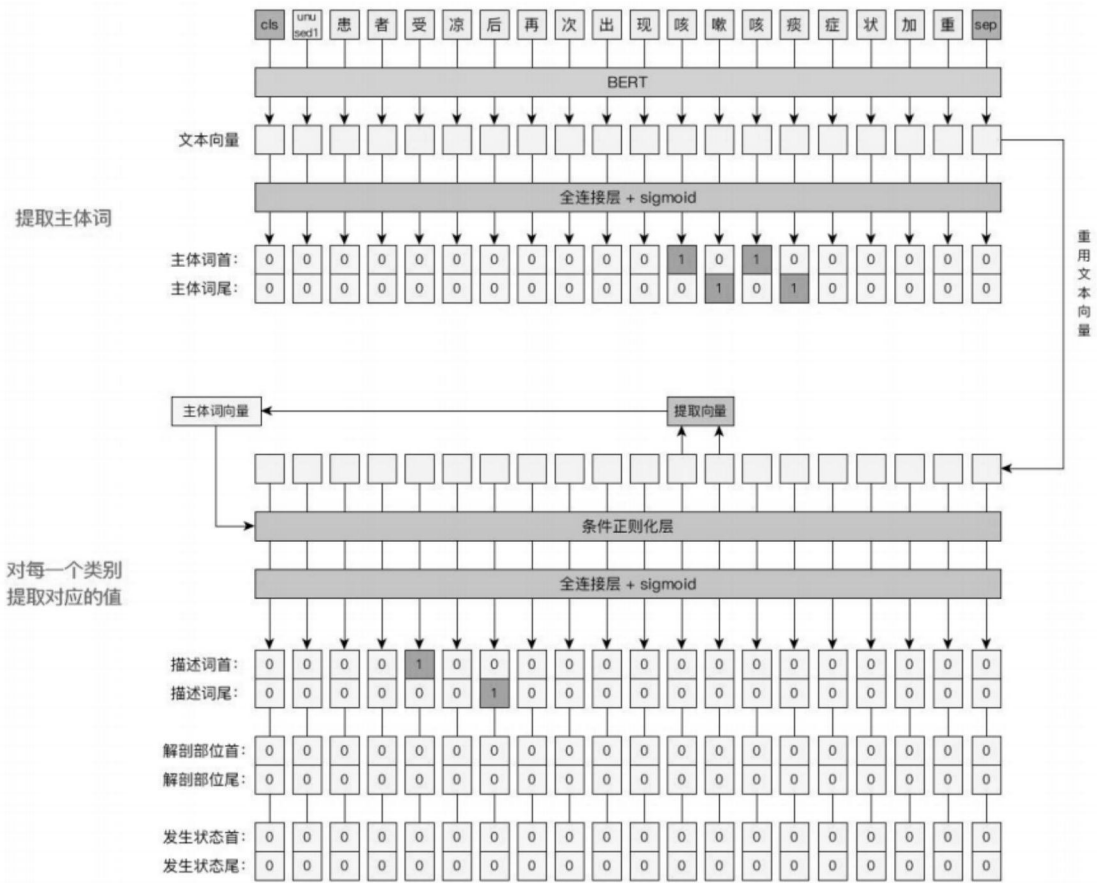 cls unu sed1 患 者 受 凉 后 再 次 出 现 咳 嗽 咳 痰 症 状 加 重 sep
BERT
文本向量
全连接层 + sigmoid
提取主体词
主体词首: 0 0 0 0 0 0 0 0 0 0 0 1 0 1 0 0 0 0 0 0
主体词尾: 0 0 0 0 0 0 0 0 0 0 0 0 1 0 1 0 0 0 0 0
重用文本向量
主体词向量 提取向量
条件正则化层
对每一个类别
提取对应的值
全连接层 + sigmoid
描述词首: 0 0 0 0 1 0 0 0 0 0 0 0 0 0 0 0 0 0 0 0
描述词尾: 0 0 0 0 0 0 1 0 0 0 0 0 0 0 0 0 0 0 0 0
解剖部位首: 0 0 0 0 0 0 0 0 0 0 0 0 0 0 0 0 0 0 0 0
解剖部位尾: 0 0 0 0 0 0 0 0 0 0 0 0 0 0 0 0 0 0 0 0
发生状态首: 0 0 0 0 0 0 0 0 0 0 0 0 0 0 0 0 0 0 0 0
发生状态尾: 0 0 0 0 0 0 0 0 0 0 0 0 0 0 0 0 0 0 0 0